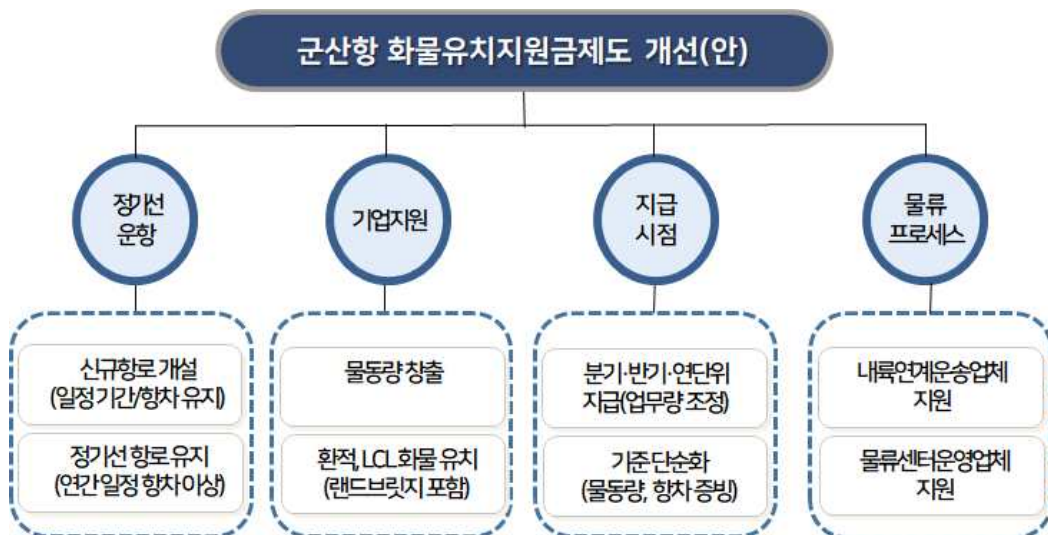 군산항 화물유치지원금제도 개선(안)
정기선
운항
기업지원
지급
시점
물류
프로세스
신규항로 개설
(일정 기간/항차 유지)
정기선 항로 유지
(연간 일정 항차 이상)
물동량 창출
환적, LCL 화물 유치
(랜드브릿지 포함)
분기·반기·연단위
지급(업무량 조정)
기준 단순화
(물동량, 항차 증빙)
내륙연계운송업체
지원
물류센터운영업체
지원